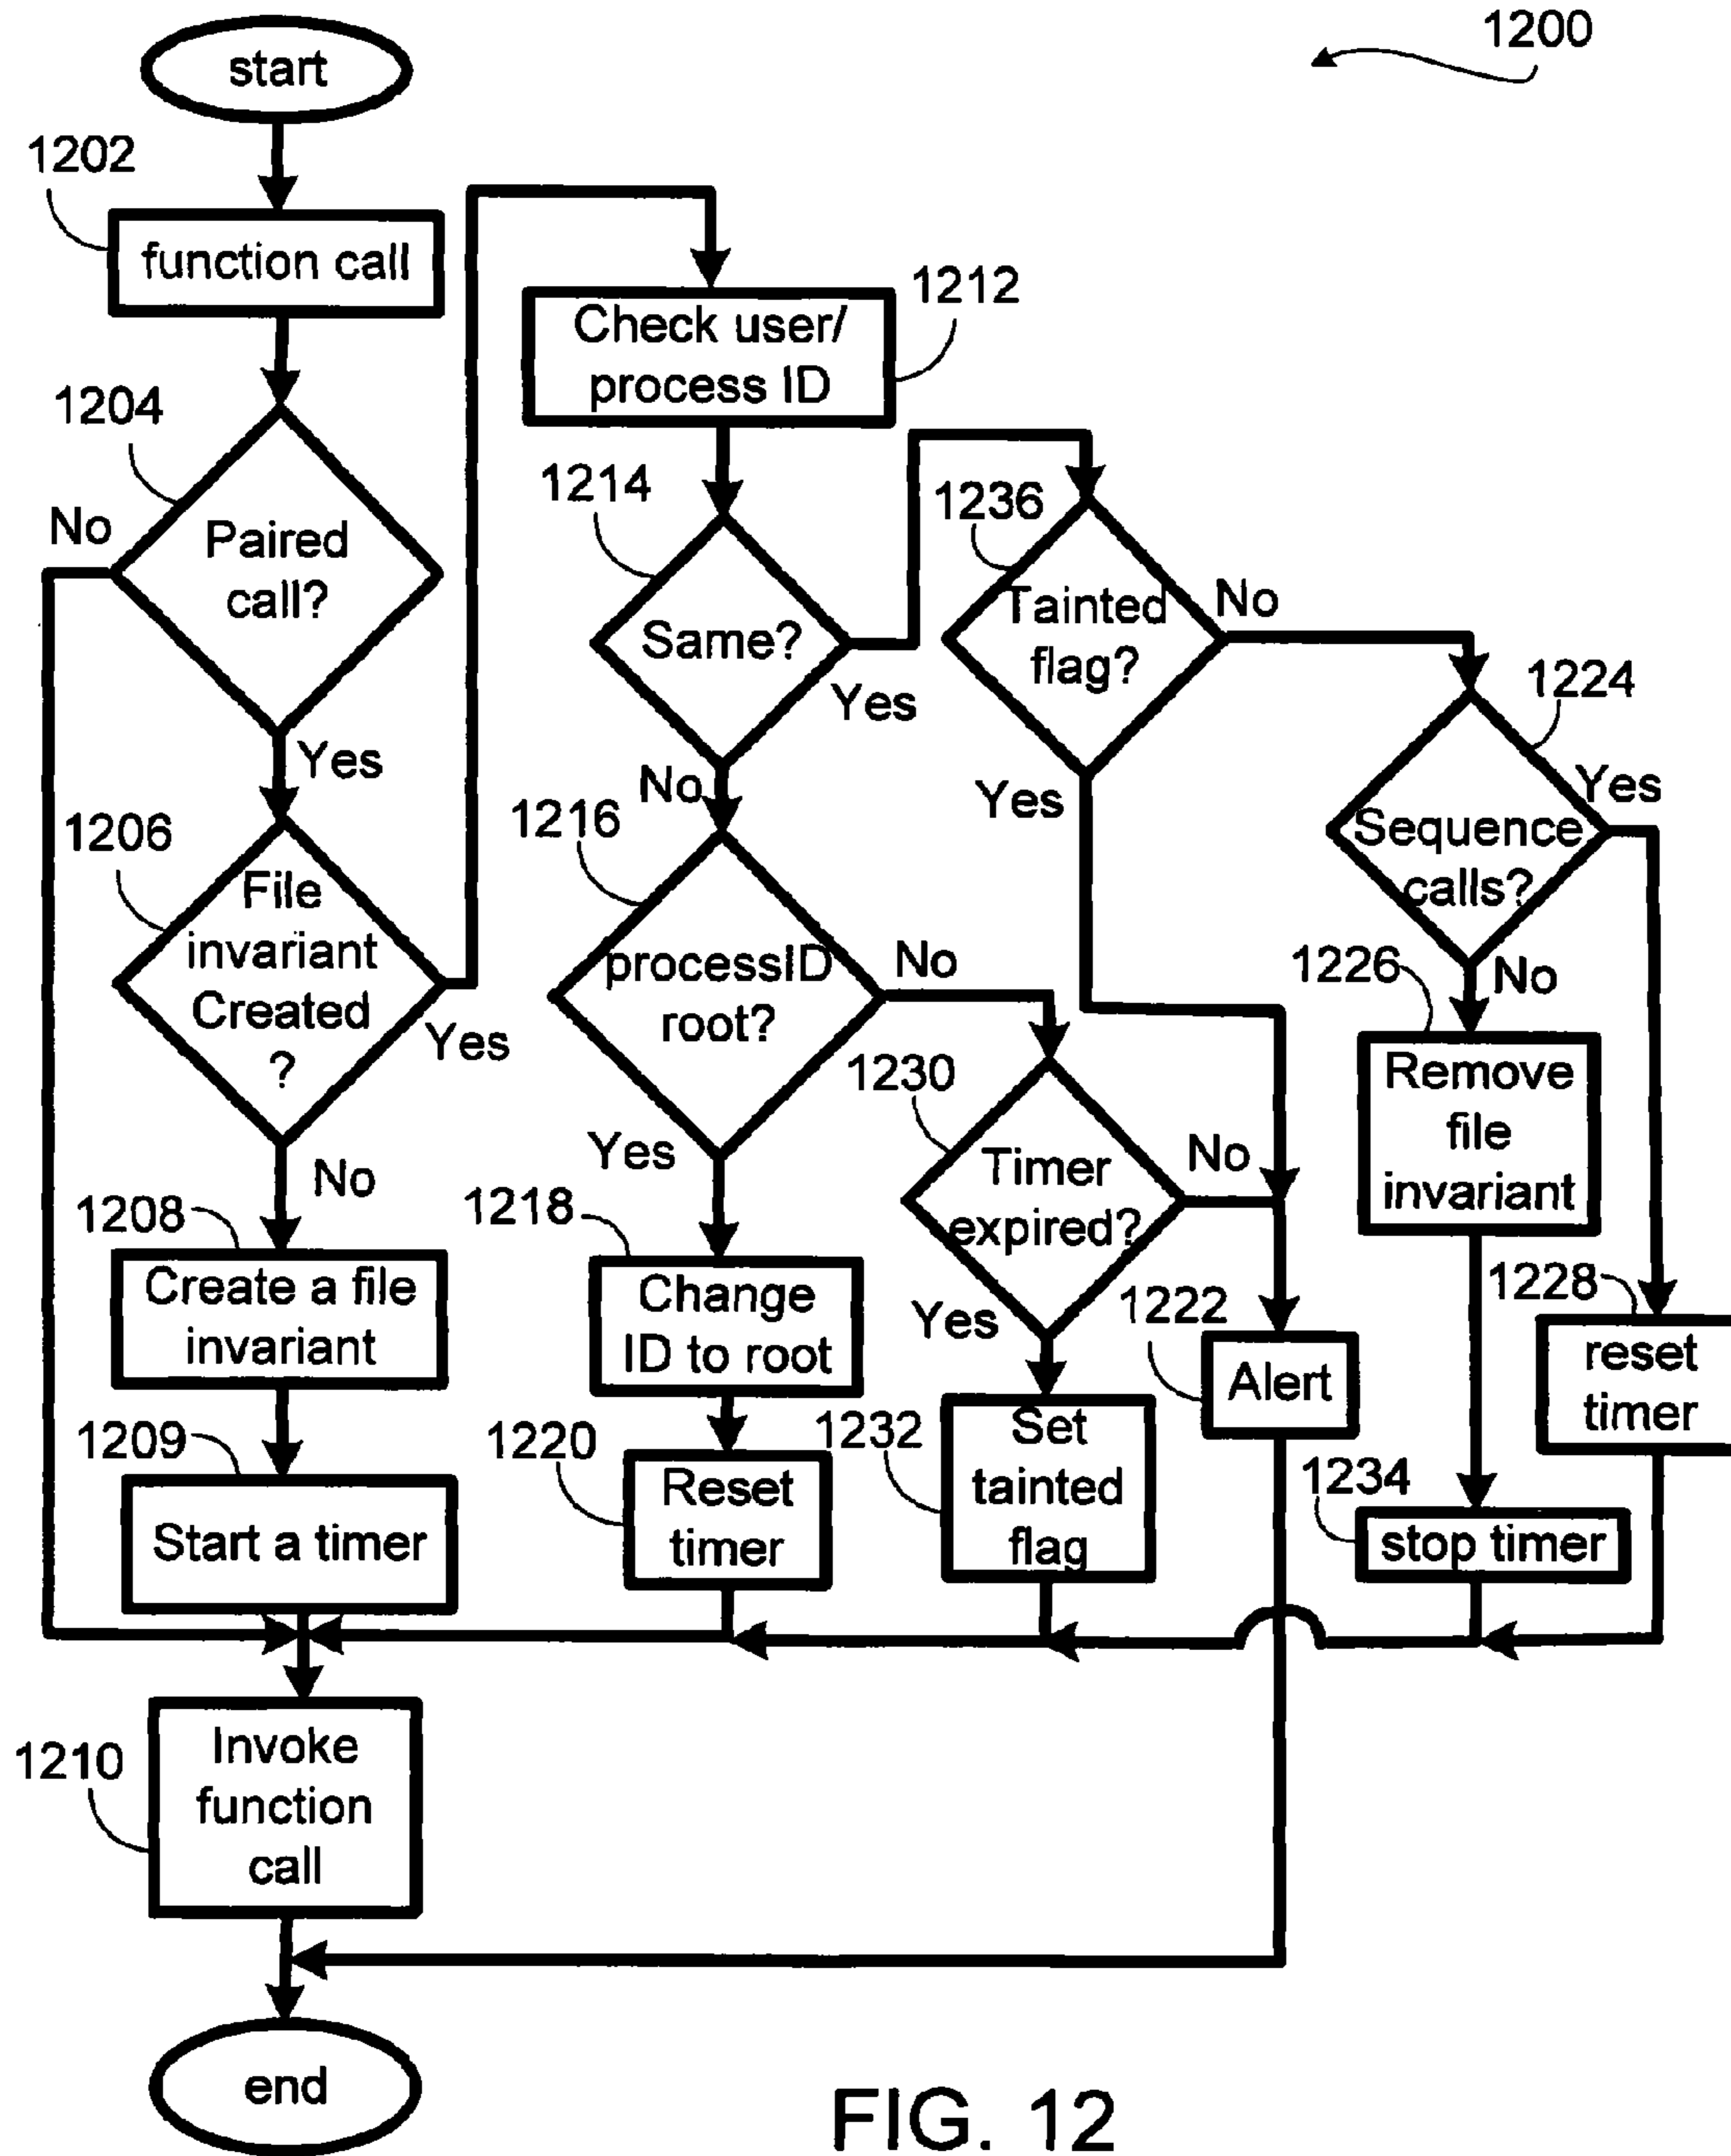 1200
start
1202
function call
1204
No
Paired
call?
Yes
1206
File
invariant
Created
?
Yes
No
1208
Create a file
invariant
1209
Start a timer
1210
Invoke
function
call
end
1212
Check user/
process ID
1214
Same?
Yes
No
1216
processID
root?
No
Yes
1218
Change
ID to root
1220
Reset
timer
1236
Tainted
flag?
No
Yes
1230
Timer
expired?
No
Yes
1232
Set
tainted
flag
1222
Alert
1224
Sequence
calls?
Yes
No
1226
Remove
file
invariant
1228
reset
timer
1234
stop timer
FIG. 12